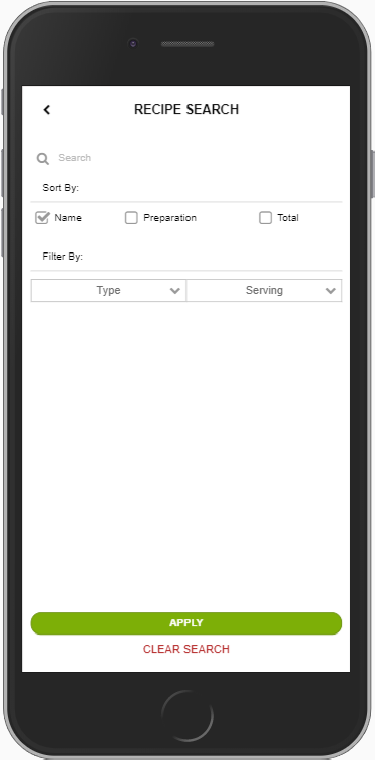 RECIPE SEARCH
Search
Sort By:
Name Preparation Total
Filter By:
Type Serving
APPLY
CLEAR SEARCH